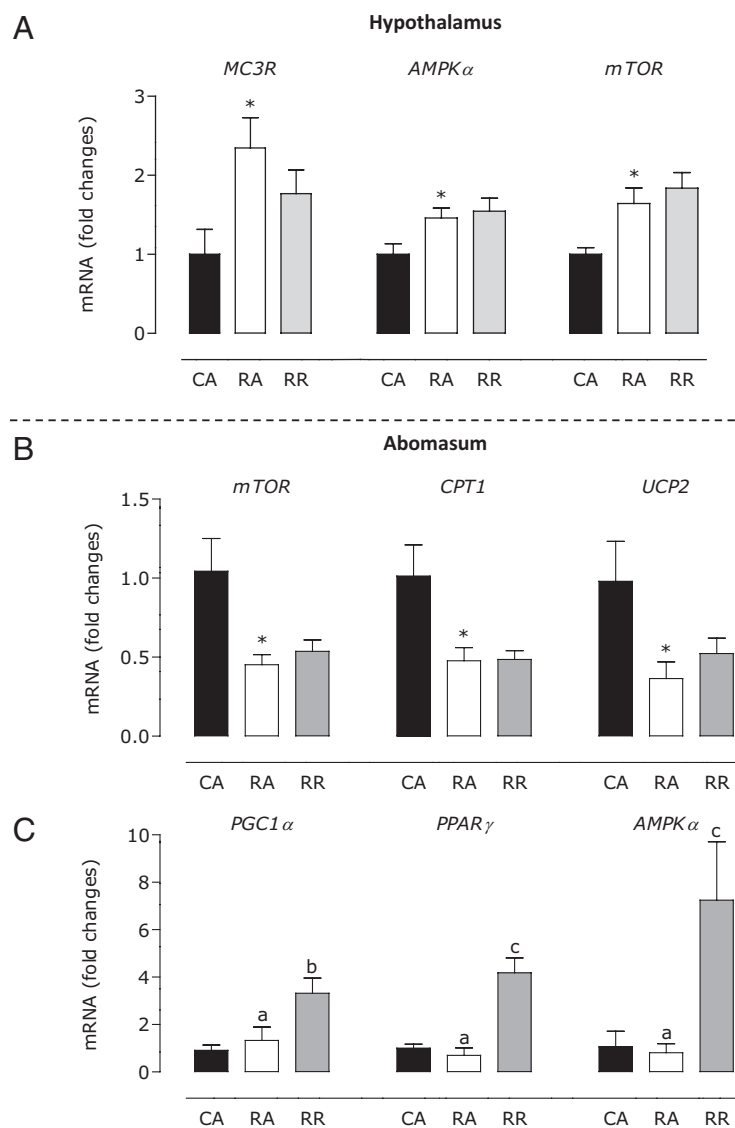 A
Hypothalamus
MC3R AMPKα mTOR
mRNA (fold changes)
3
2
1
0
* * *
CA RA RR CA RA RR CA RA RR
B
Abomasum
mTOR CPT1 UCP2
mRNA (fold changes)
1.5
1.0
0.5
0.0
* * *
CA RA RR CA RA RR CA RA RR
C
PGC1α PPARγ AMPKα
mRNA (fold changes)
10
8
6
4
2
0
a b a c a c
CA RA RR CA RA RR CA RA RR